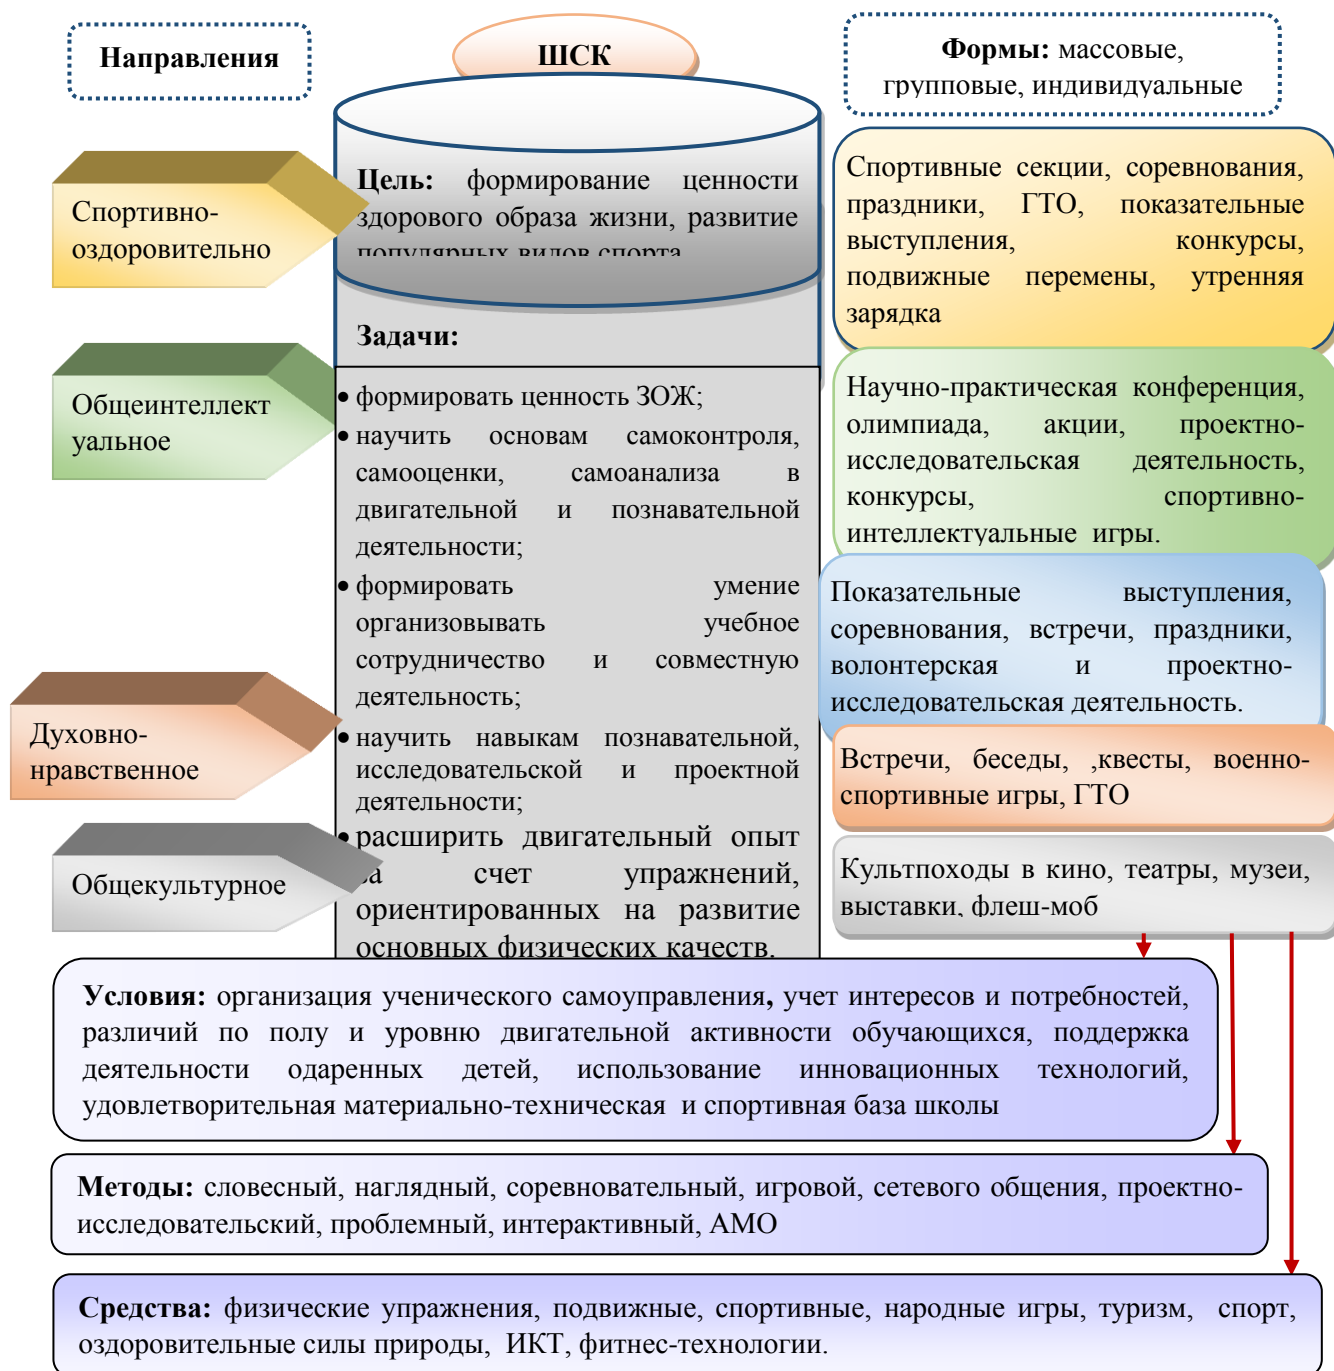 Направления
ШСК
Формы: массовые,
групповые, индивидуальные
Спортивно-
оздоровительно
Общеинтеллект
уальное
Духовно-
нравственное
Общекультурное
Цель: формирование ценности
здорового образа жизни, развитие
популярных видов спорта
Задачи:
• формировать ценность ЗОЖ;
• научить основам самоконтроля,
самооценки, самоанализа в
двигательной и познавательной
деятельности;
• формировать умение
организовывать учебное
сотрудничество и совместную
деятельность;
• научить навыкам познавательной,
исследовательской и проектной
деятельности;
• расширить двигательный опыт
за счет упражнений,
ориентированных на развитие
основных физических качеств.
Спортивные секции, соревнования,
праздники, ГТО, показательные
выступления, конкурсы,
подвижные перемены, утренняя
зарядка
Научно-практическая конференция,
олимпиада, акции, проектно-
исследовательская деятельность,
конкурсы, спортивно-
интеллектуальные игры.
Показательные выступления,
соревнования, встречи, праздники,
волонтерская и проектно-
исследовательская деятельность.
Встречи, беседы, ,квесты, военно-
спортивные игры, ГТО
Культпоходы в кино, театры, музеи,
выставки, флеш-моб
Условия: организация ученического самоуправления, учет интересов и потребностей,
различий по полу и уровню двигательной активности обучающихся, поддержка
деятельности одаренных детей, использование инновационных технологий,
удовлетворительная материально-техническая и спортивная база школы
Методы: словесный, наглядный, соревновательный, игровой, сетевого общения, проектно-
исследовательский, проблемный, интерактивный, АМО
Средства: физические упражнения, подвижные, спортивные, народные игры, туризм, спорт,
оздоровительные силы природы, ИКТ, фитнес-технологии.